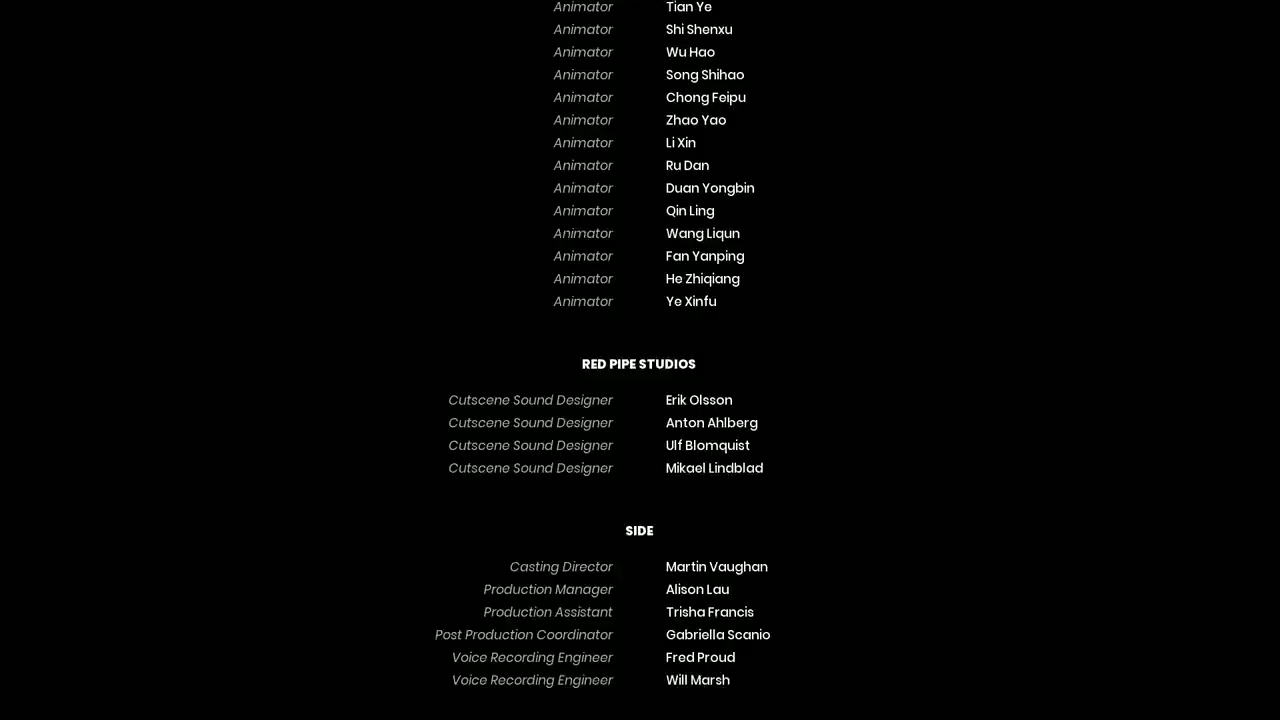 Animator Tian Ye
Animator Shi Shenxu
Animator Wu Hao
Animator Song Shihao
Animator Chong Feipu
Animator Zhao Yao
Animator Li Xin
Animator Ru Dan
Animator Duan Yongbin
Animator Qin Ling
Animator Wang Liqun
Animator Fan Yanping
Animator He Zhiqiang
Animator Ye Xinfu
RED PIPE STUDIOS
Cutscene Sound Designer Erik Olsson
Cutscene Sound Designer Anton Ahlberg
Cutscene Sound Designer Ulf Blomquist
Cutscene Sound Designer Mikael Lindblad
SIDE
Casting Director Martin Vaughan
Production Manager Alison Lau
Production Assistant Trisha Francis
Post Production Coordinator Gabriella Scanio
Voice Recording Engineer Fred Proud
Voice Recording Engineer Will Marsh